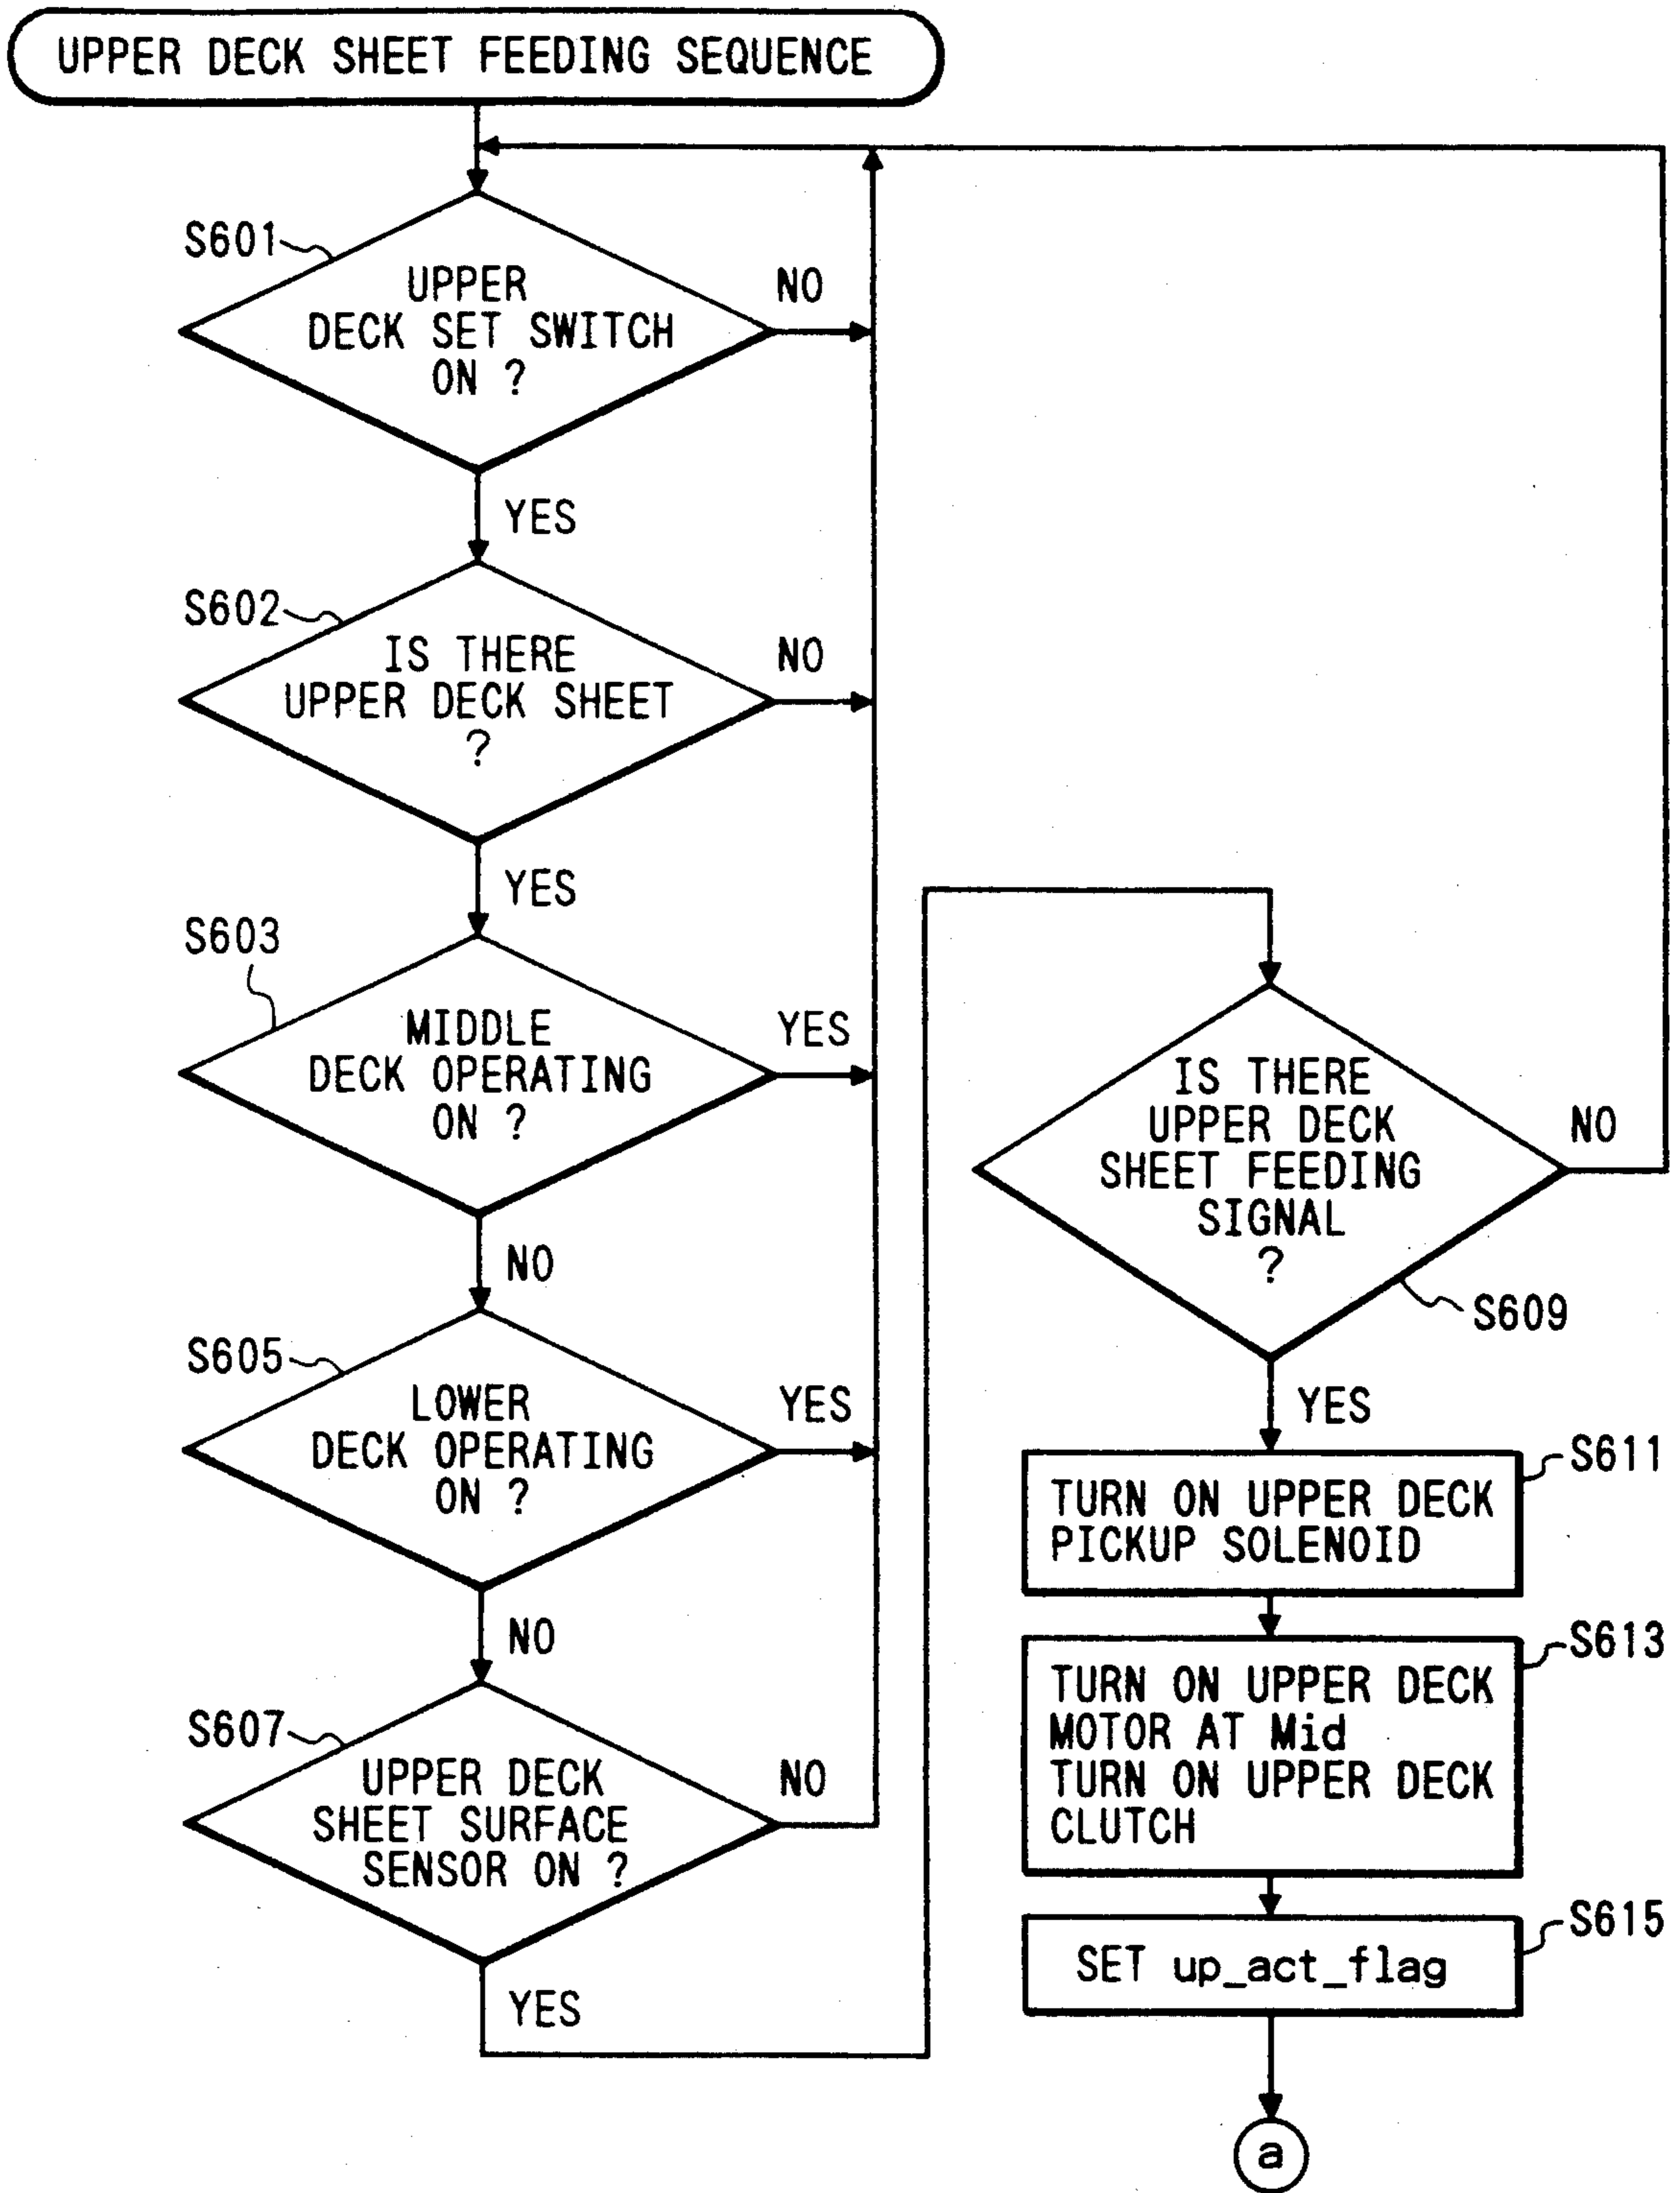 UPPER DECK SHEET FEEDING SEQUENCE
S601
UPPER
DECK SET SWITCH
ON ?
NO
YES
S602
IS THERE
UPPER DECK SHEET
?
NO
YES
S603
MIDDLE
DECK OPERATING
ON ?
YES
NO
S605
LOWER
DECK OPERATING
ON ?
YES
NO
S607
UPPER DECK
SHEET SURFACE
SENSOR ON ?
NO
YES
IS THERE
UPPER DECK
SHEET FEEDING
SIGNAL
?
NO
S609
YES
S611
TURN ON UPPER DECK
PICKUP SOLENOID
S613
TURN ON UPPER DECK
MOTOR AT Mid
TURN ON UPPER DECK
CLUTCH
S615
SET up_act_flag
a